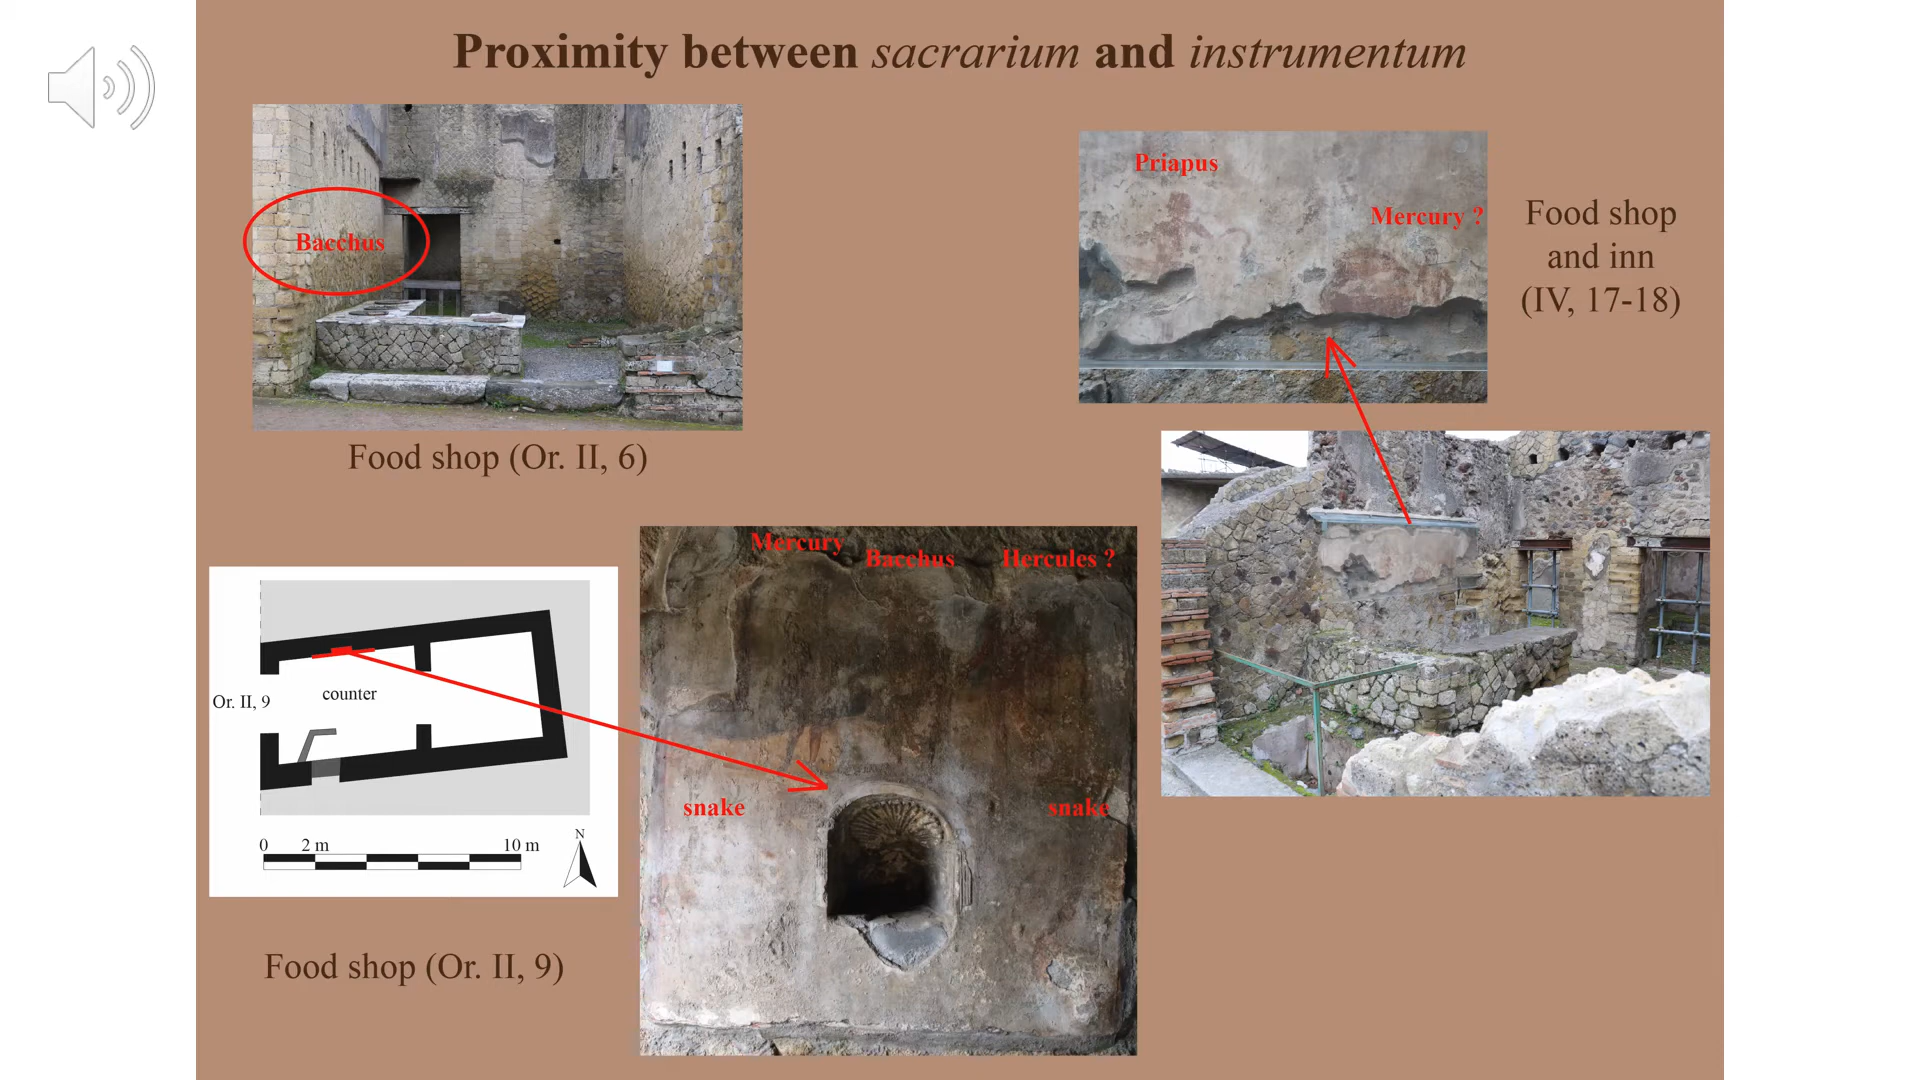 Proximity between sacrarium and instrumentum
Bacchus
Food shop (Or. II, 6)
Priapus
Mercury ?
Food shop
and inn
(IV, 17-18)
Or. II, 9
counter
0 2 m 10 m
N
Food shop (Or. II, 9)
Mercury
Bacchus
Hercules ?
snake
snake